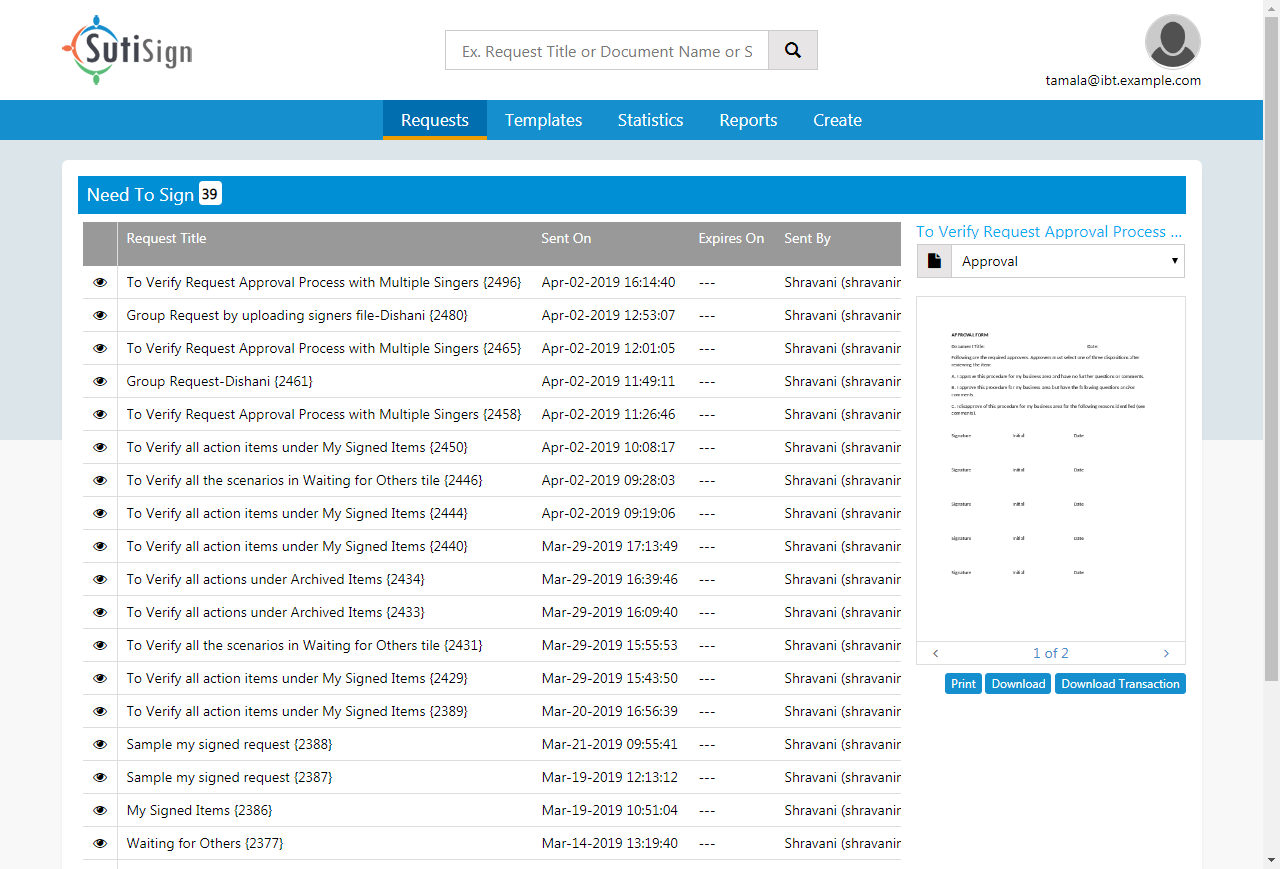 SutiSign
Ex. Request Title or Document Name or S
tamala@ibt.example.com
Requests Templates Statistics Reports Create
Need To Sign 39
Request Title Sent On Expires On Sent By
To Verify Request Approval Process with Multiple Singers {2496} Apr-02-2019 16:14:40 --- Shravani (shravanir
Group Request by uploading signers file-Dishani {2480} Apr-02-2019 12:53:07 --- Shravani (shravanir
To Verify Request Approval Process with Multiple Singers {2465} Apr-02-2019 12:01:05 --- Shravani (shravanir
Group Request-Dishani {2461} Apr-02-2019 11:49:11 --- Shravani (shravanir
To Verify Request Approval Process with Multiple Singers {2458} Apr-02-2019 11:26:46 --- Shravani (shravanir
To Verify all action items under My Signed Items {2450} Apr-02-2019 10:08:17 --- Shravani (shravanir
To Verify all the scenarios in Waiting for Others tile {2446} Apr-02-2019 09:28:03 --- Shravani (shravanir
To Verify all action items under My Signed Items {2444} Apr-02-2019 09:19:06 --- Shravani (shravanir
To Verify all action items under My Signed Items {2440} Mar-29-2019 17:13:49 --- Shravani (shravanir
To Verify all actions under Archived Items {2434} Mar-29-2019 16:39:46 --- Shravani (shravanir
To Verify all actions under Archived Items {2433} Mar-29-2019 16:09:40 --- Shravani (shravanir
To Verify all the scenarios in Waiting for Others tile {2431} Mar-29-2019 15:55:53 --- Shravani (shravanir
To Verify all action items under My Signed Items {2429} Mar-29-2019 15:43:50 --- Shravani (shravanir
To Verify all action items under My Signed Items {2389} Mar-20-2019 16:56:39 --- Shravani (shravanir
Sample my signed request {2388} Mar-21-2019 09:55:41 --- Shravani (shravanir
Sample my signed request {2387} Mar-19-2019 12:13:12 --- Shravani (shravanir
My Signed Items {2386} Mar-19-2019 10:51:04 --- Shravani (shravanir
Waiting for Others {2377} Mar-14-2019 13:19:40 --- Shravani (shravanir
To Verify Request Approval Process ...
Approval
APPROVAL FORM
Document Title: Date:
Following are the required approvers. Approvers must select one of three dispositions after
reviewing the item:
A. I approve this procedure for my business area and have no further questions or comments.
B. I approve this procedure for my business area but have the following questions and/or
comments.
C. I disapprove of this procedure for my business area for the following reasons identified (see
comments).
Signature Initial Date
Signature Initial Date
Signature Initial Date
Signature Initial Date
Signature Initial Date
1 of 2
Print Download Download Transaction